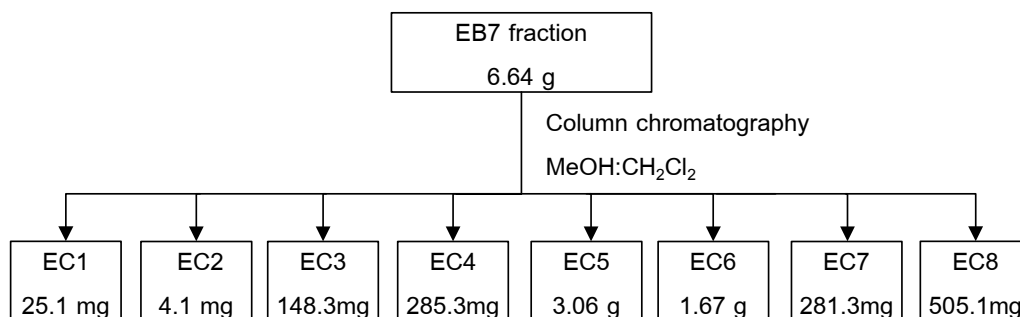 EB7 fraction
6.64 g
Column chromatography
MeOH:CH₂Cl₂
EC1
25.1 mg
EC2
4.1 mg
EC3
148.3mg
EC4
285.3mg
EC5
3.06 g
EC6
1.67 g
EC7
281.3mg
EC8
505.1mg